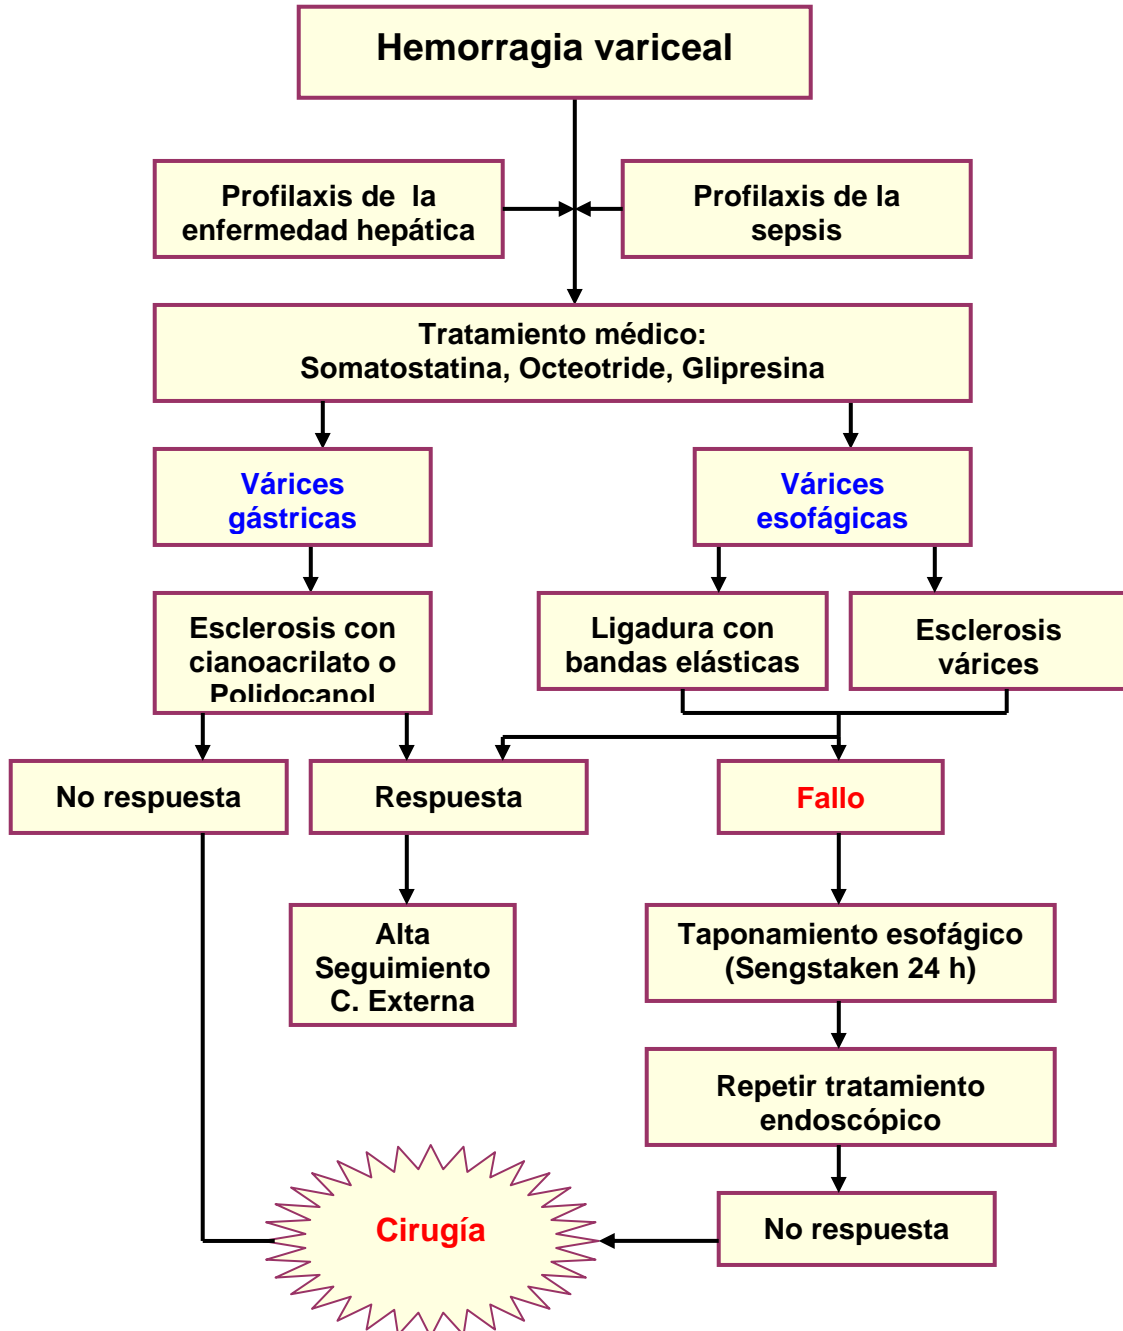 Hemorragia variceal
Profilaxis de la
enfermedad hepática
Profilaxis de la
sepsis
Tratamiento médico:
Somatostatina, Octeotride, Glipresina
Várices
gástricas
Várices
esofágicas
Esclerosis con
cianoacrilato o
Polidocanol
Ligadura con
bandas elásticas
Esclerosis
várices
No respuesta
Respuesta
Fallo
Alta
Seguimiento
C. Externa
Taponamiento esofágico
(Sengstaken 24 h)
Repetir tratamiento
endoscópico
No respuesta
Cirugía